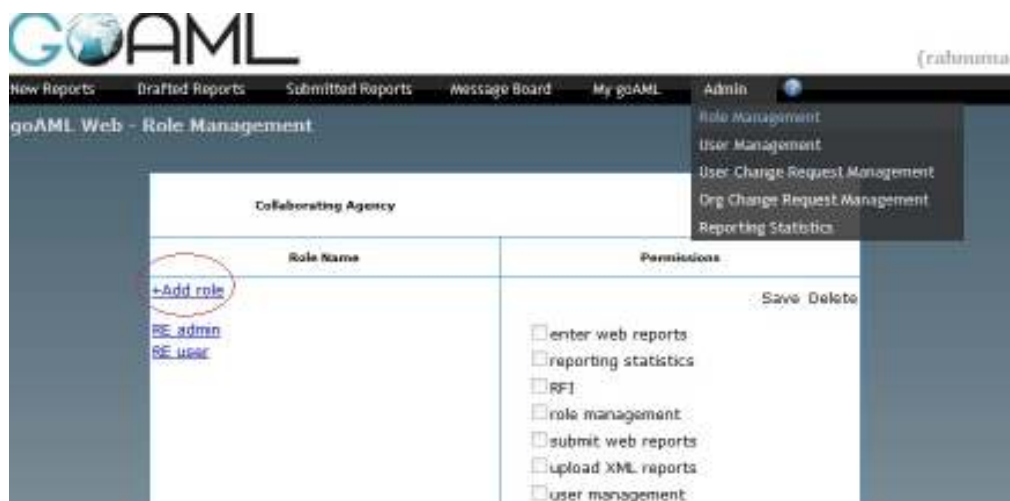 GOAML
(rahnuma
New Reports Drafted Reports Submitted Reports Message Board My goAML Admin
goAML Web - Role Management
Role Management
User Management
User Change Request Management
Org Change Request Management
Reporting Statistics
Collaborating Agency
Role Name Permissions
+Add role
Save Delete
RE admin
RE user
enter web reports
reporting statistics
RFI
role management
submit web reports
upload XML reports
user management